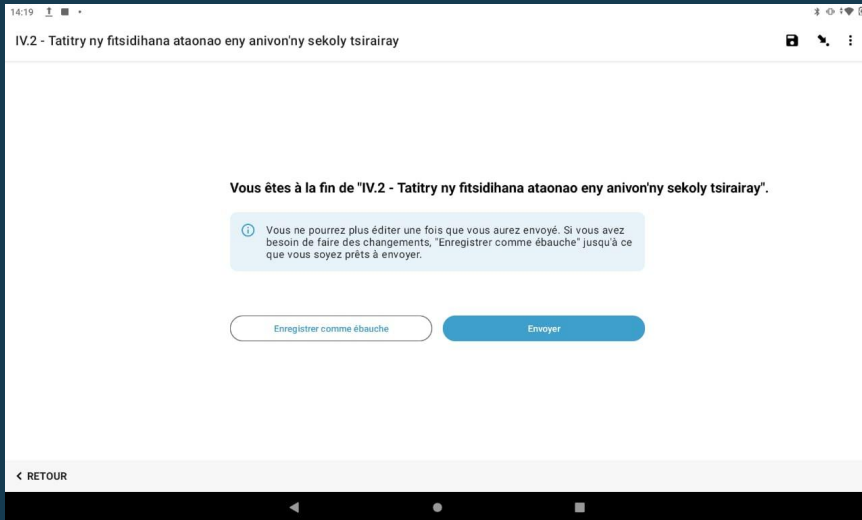 14:19
IV.2 - Tatitry ny fitsidihana ataonao eny anivon'ny sekoly tsirairay
Vous êtes à la fin de "IV.2 - Tatitry ny fitsidihana ataonao eny anivon'ny sekoly tsirairay".
Vous ne pourrez plus éditer une fois que vous aurez envoyé. Si vous avez
besoin de faire des changements, "Enregistrer comme ébauche" jusqu'à ce
que vous soyez prêts à envoyer.
Enregistrer comme ébauche
Envoyer
RETOUR